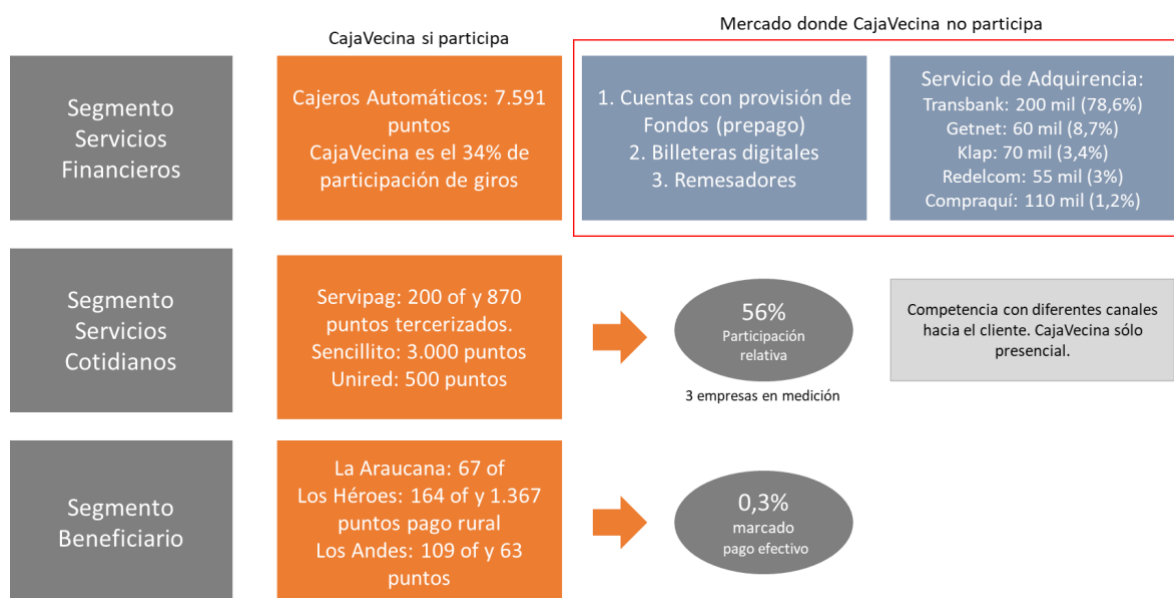 CajaVecina si participa
Mercado donde CajaVecina no participa
Segmento
Servicios
Financieros
Cajeros Automáticos: 7.591
puntos
CajaVecina es el 34% de
participación de giros
1. Cuentas con provisión de
Fondos (prepago)
2. Billeteras digitales
3. Remesadores
Servicio de Adquirencia:
Transbank: 200 mil (78,6%)
Getnet: 60 mil (8,7%)
Klap: 70 mil (3,4%)
Redelcom: 55 mil (3%)
Compraquí: 110 mil (1,2%)
Segmento
Servicios
Cotidianos
Servipag: 200 of y 870
puntos tercerizados.
Sencillito: 3.000 puntos
Unired: 500 puntos
56%
Participación
relativa
3 empresas en medición
Competencia con diferentes canales
hacia el cliente. CajaVecina sólo
presencial.
Segmento
Beneficiario
La Araucana: 67 of
Los Héroes: 164 of y 1.367
puntos pago rural
Los Andes: 109 of y 63
puntos
0,3%
marcado
pago efectivo